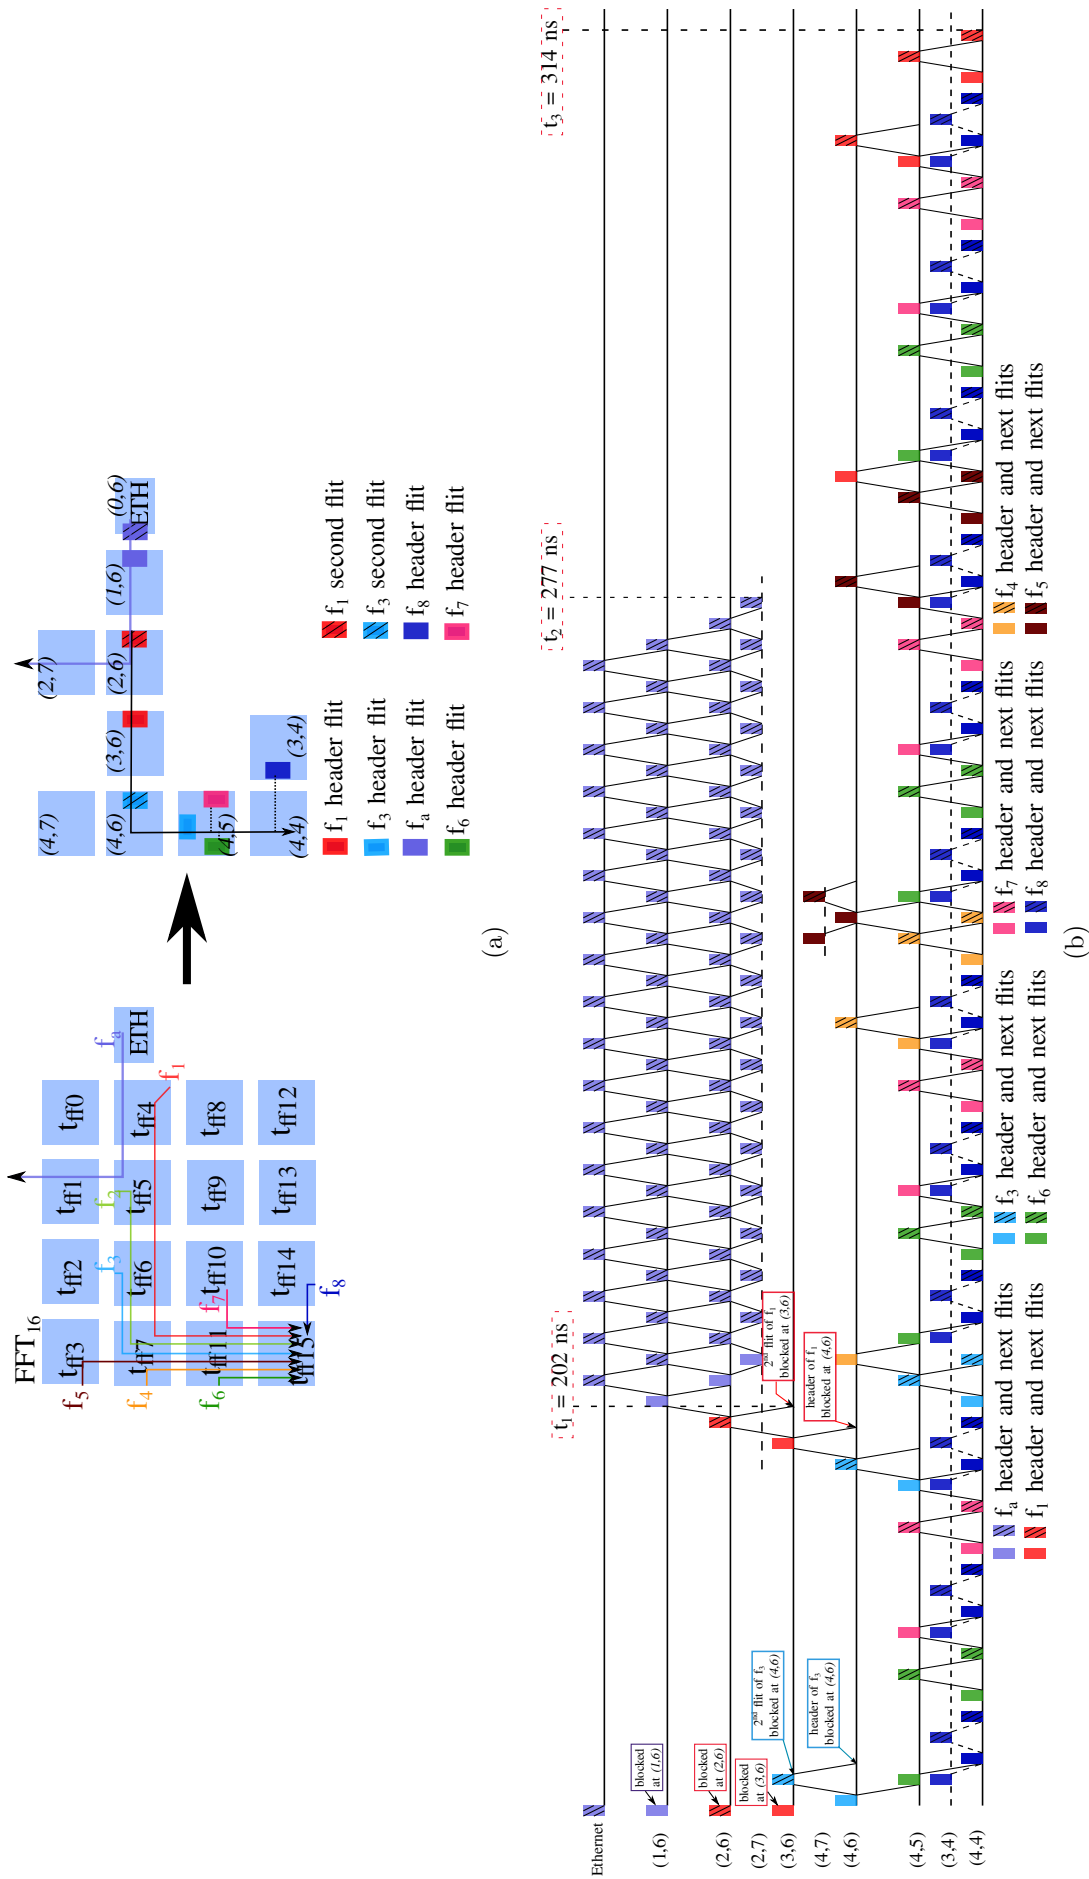 FFT16
tff3
tff2
tff1
tff0
tff7
tff6
tff5
tff4
ETH
tff11
tff10
tff9
tff8
tff15
tff14
tff13
tff12
f5
f4
f6
f3
f2
fa
f1
f7
f8
(4,7)
(2,7)
(4,6)
(3,6)
(2,6)
(1,6)
(0,6)
ETH
(4,5)
(4,4)
(3,4)
f1 header flit
f1 second flit
f3 header flit
f3 second flit
fa header flit
f8 header flit
f6 header flit
f7 header flit
(a)
t1 = 202 ns
t2 = 277 ns
t3 = 314 ns
Ethernet
(1,6)
(2,6)
(2,7)
(3,6)
(4,7)
(4,6)
(4,5)
(3,4)
(4,4)
blocked
at (1,6)
blocked
at (2,6)
blocked
at (3,6)
2nd flit of f3
blocked at (4,6)
header of f3
blocked at (4,6)
2nd flit of f1
blocked at (3,6)
header of f1
blocked at (4,6)
fa header and next flits
f3 header and next flits
f7 header and next flits
f4 header and next flits
f1 header and next flits
f6 header and next flits
f8 header and next flits
f5 header and next flits
(b)